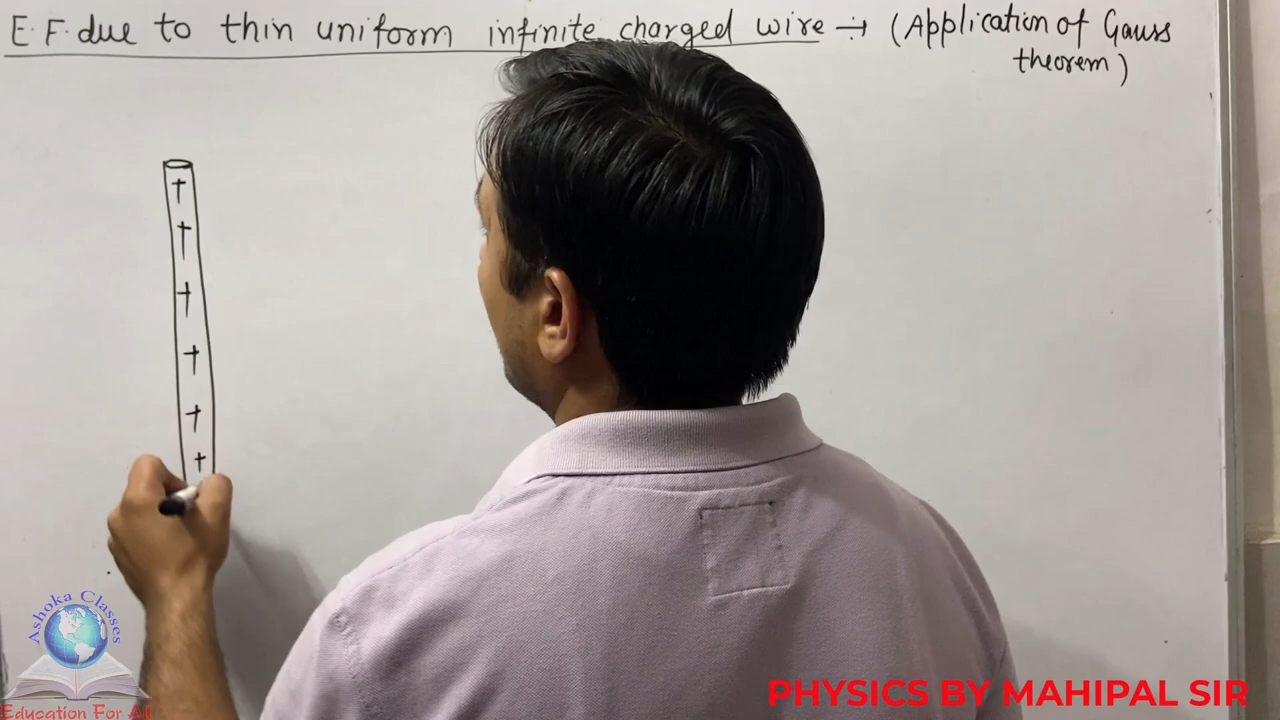 E.F. due to thin uniform infinite charged wire ÷ (Application of Gauss
theorem)
+
+
+
+
+
+
Ashoka Classes
Education For All
PHYSICS BY MAHIPAL SIR